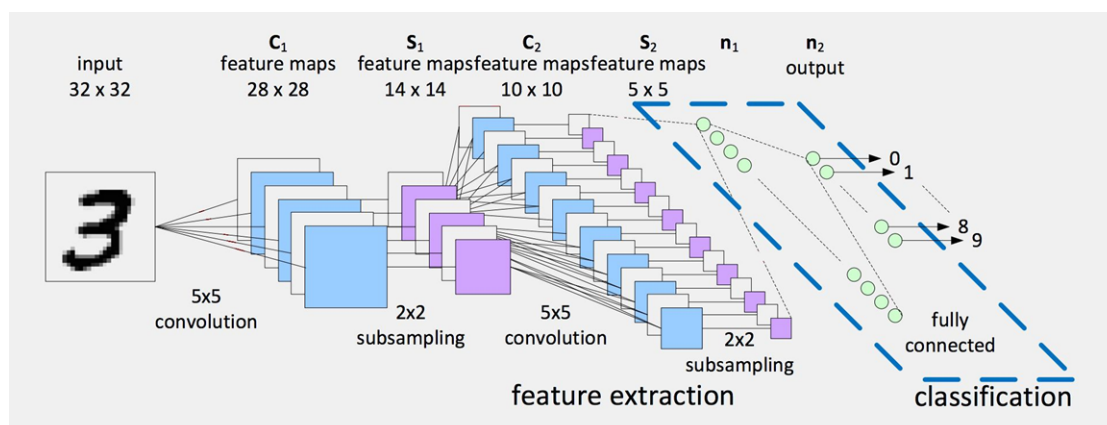 input
32 x 32
C1
feature maps
28 x 28
S1
feature maps
14 x 14
C2
feature maps
10 x 10
S2
feature maps
5 x 5
n1
n2
output
0
1
8
9
5x5
convolution
2x2
subsampling
5x5
convolution
2x2
subsampling
fully
connected
feature extraction
classification
3